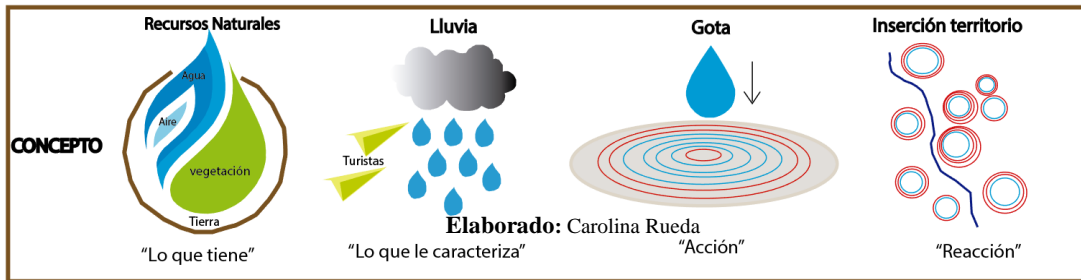 Recursos Naturales
Lluvia
Gota
Inserción territorio
CONCEPTO
Agua
Aire
vegetación
Tierra
Turistas
Elaborado: Carolina Rueda
“Lo que tiene”
“Lo que le caracteriza”
“Acción”
“Reacción”